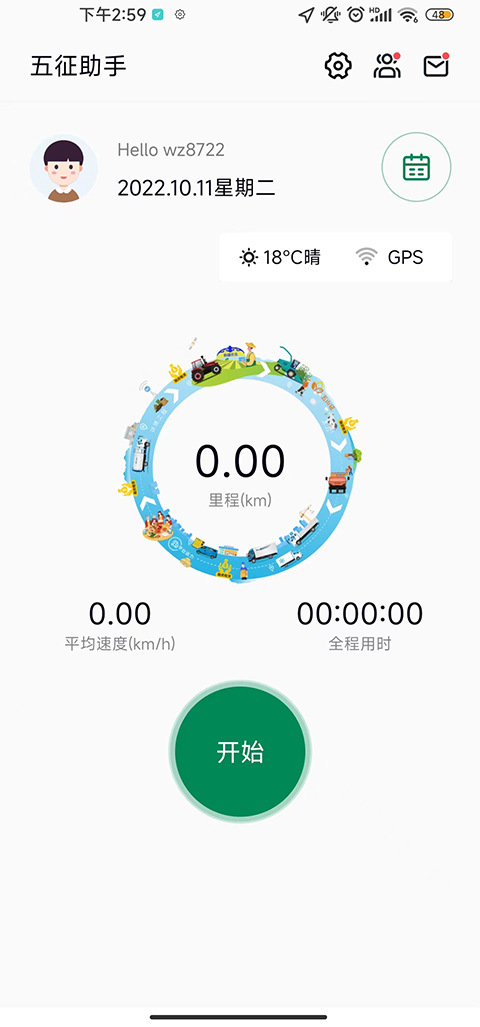 下午2:59
HD
6
48
五征助手
Hello wz8722
2022.10.11星期二
18°C晴
GPS
0.00
里程(km)
0.00
平均速度(km/h)
00:00:00
全程用时
开始